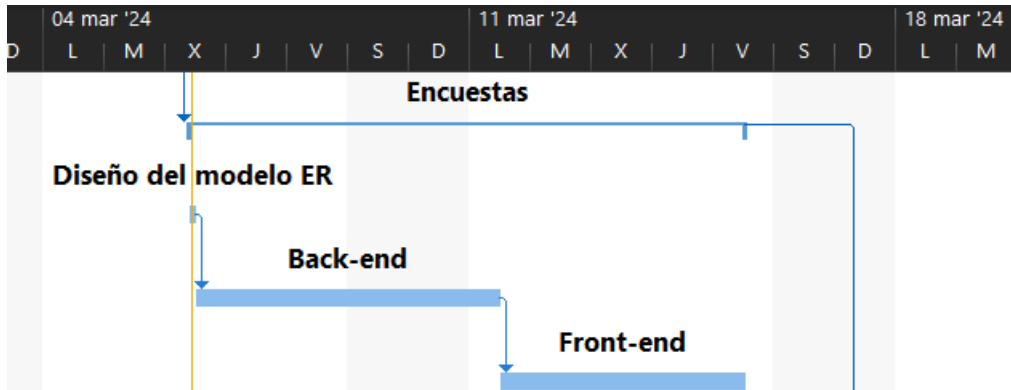 04 mar '24 11 mar '24 18 mar '24
D L M X J V S D L M X J V S D L M
Encuestas
Diseño del modelo ER
Back-end
Front-end